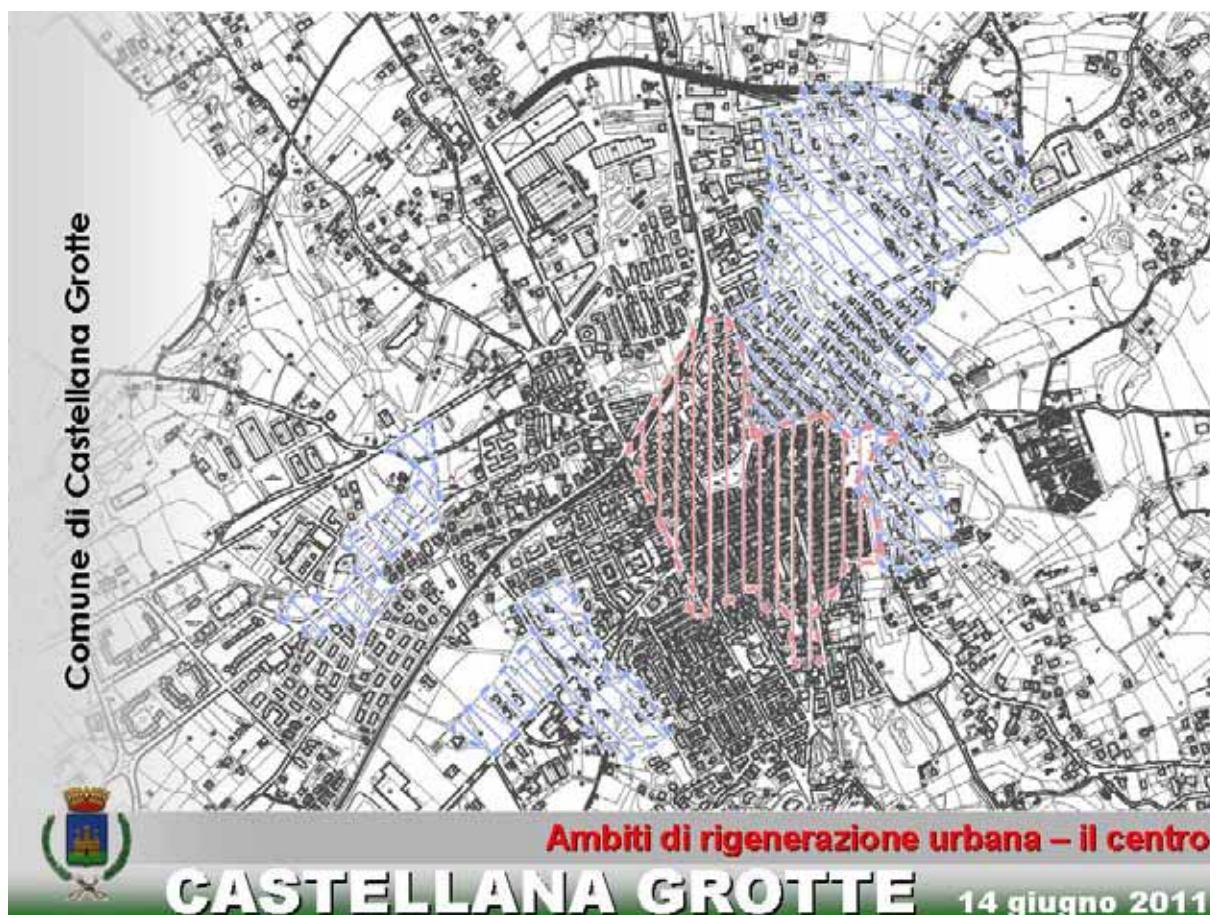 Comune di Castellana Grotte
Ambiti di rigenerazione urbana – il centro
CASTELLANA GROTTE 14 giugno 2011